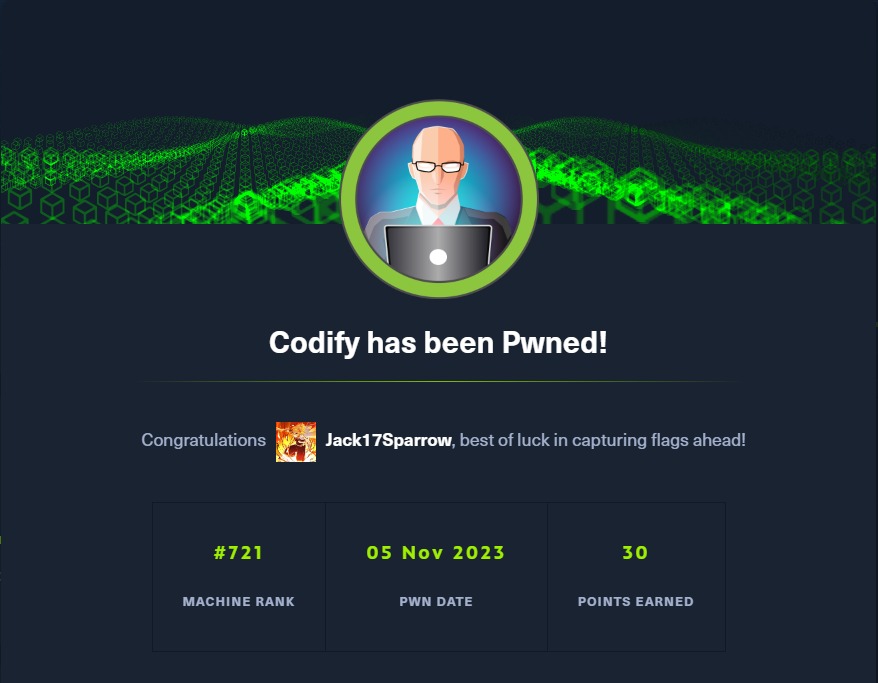 Codify has been Pwned!
Congratulations Jack17Sparrow, best of luck in capturing flags ahead!
#721 05 Nov 2023 30
MACHINE RANK PWN DATE POINTS EARNED